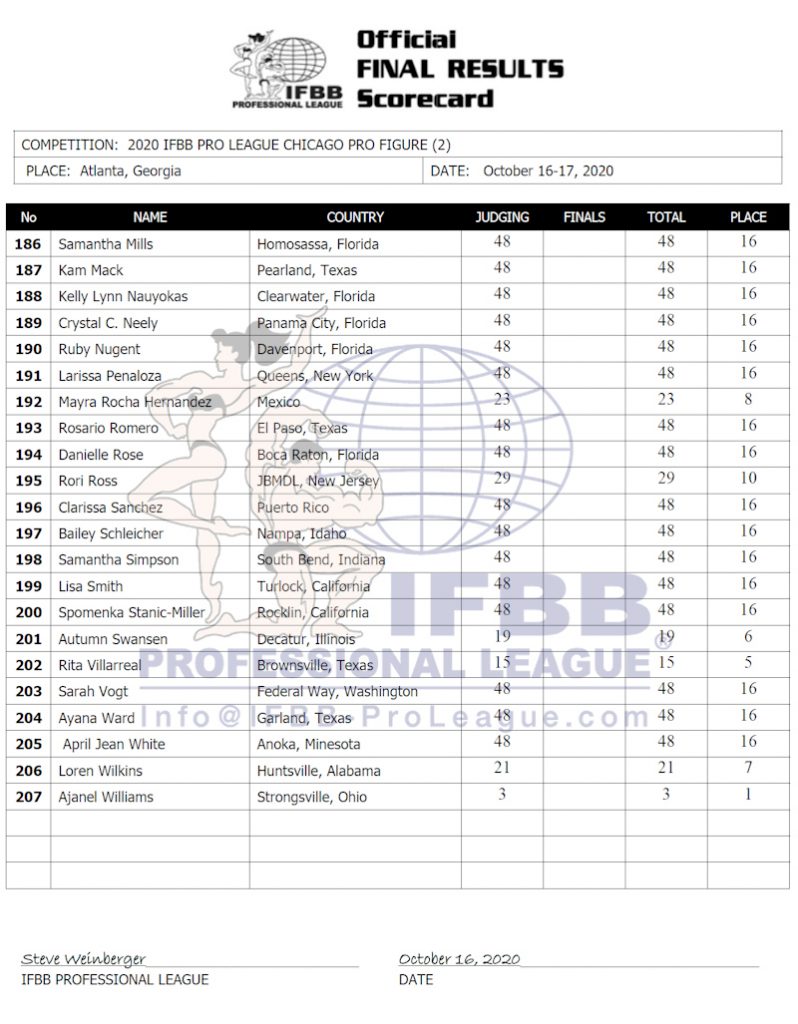 Official
FINAL RESULTS
Scorecard
IFBB
PROFESSIONAL LEAGUE
COMPETITION: 2020 IFBB PRO LEAGUE CHICAGO PRO FIGURE (2)
PLACE: Atlanta, Georgia DATE: October 16-17, 2020
No NAME COUNTRY JUDGING FINALS TOTAL PLACE
186 Samantha Mills Homosassa, Florida 48 48 16
187 Kam Mack Pearland, Texas 48 48 16
188 Kelly Lynn Nauyokas Clearwater, Florida 48 48 16
189 Crystal C. Neely Panama City, Florida 48 48 16
190 Ruby Nugent Davenport, Florida 48 48 16
191 Larissa Penaloza Queens, New York 48 48 16
192 Mayra Rocha Hernandez Mexico 23 23 8
193 Rosario Romero El Paso, Texas 48 48 16
194 Danielle Rose Boca Raton, Florida 48 48 16
195 Rori Ross JBMDL, New Jersey 29 29 10
196 Clarissa Sanchez Puerto Rico 48 48 16
197 Bailey Schleicher Nampa, Idaho 48 48 16
198 Samantha Simpson South Bend, Indiana 48 48 16
199 Lisa Smith Turlock, California 48 48 16
200 Spomenka Stanic-Miller Rocklin, California 48 48 16
201 Autumn Swansen Decatur, Illinois 19 19 6
202 Rita Villarreal Brownsville, Texas 15 15 5
203 Sarah Vogt Federal Way, Washington 48 48 16
204 Ayana Ward Garland, Texas 48 48 16
205 April Jean White Anoka, Minesota 48 48 16
206 Loren Wilkins Huntsville, Alabama 21 21 7
207 Ajanel Williams Strongsville, Ohio 3 3 1
IFBB®
PROFESSIONAL LEAGUE
Info@IFBB-ProLeague.com
Steve Weinberger October 16, 2020
IFBB PROFESSIONAL LEAGUE DATE